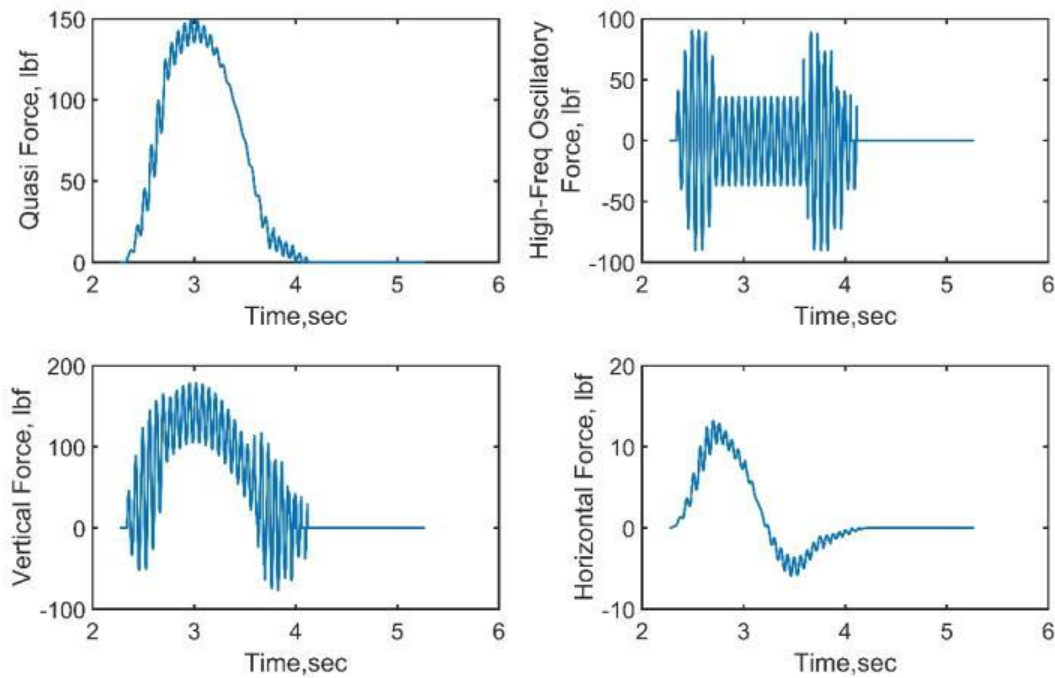 Quasi Force, lbf
150
100
50
0
2 3 4 5 6
Time,sec
High-Freq Oscillatory
Force, lbf
100
50
0
-50
-100
2 3 4 5 6
Time,sec
Vertical Force, lbf
200
100
0
-100
2 3 4 5 6
Time,sec
Horizontal Force, lbf
20
10
0
-10
2 3 4 5 6
Time,sec